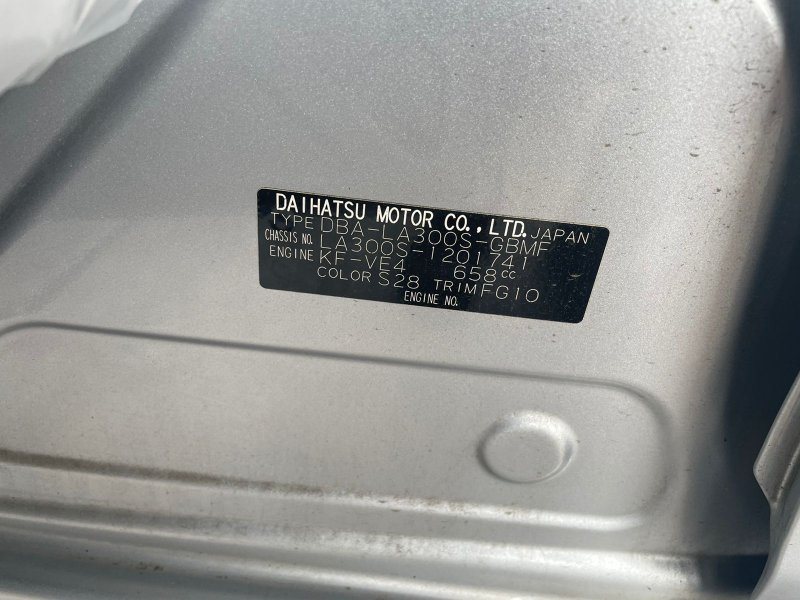 DAIHATSU MOTOR CO., LTD. JAPAN
TYPE DBA-LA300S-GBMF
CHASSIS NO. LA300S-1201741
ENGINE KF-VE4 658cc
COLOR S28 TRIM FG10
ENGINE NO.